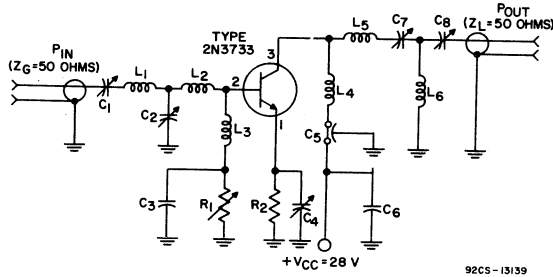 TYPE
2N3733
PIN
(ZG=50 OHMS)
C1
L1
C2
L2
L3
C3
R1
2
3
1
R2
C4
L5
C7
C8
POUT
(ZL=50 OHMS)
L4
L6
C5
C6
+VCC=28 V
92CS-13139